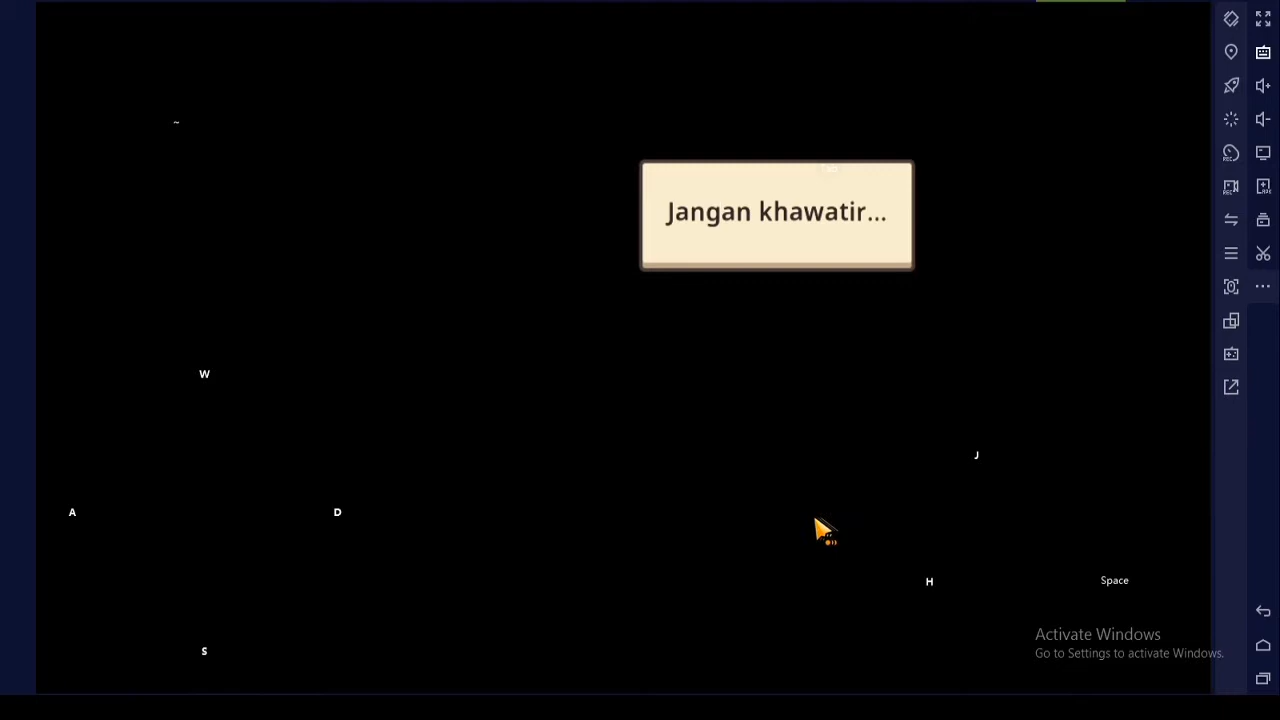 ~
Jangan khawatir...
W
J
A
D
H
Space
S
Activate Windows
Go to Settings to activate Windows.